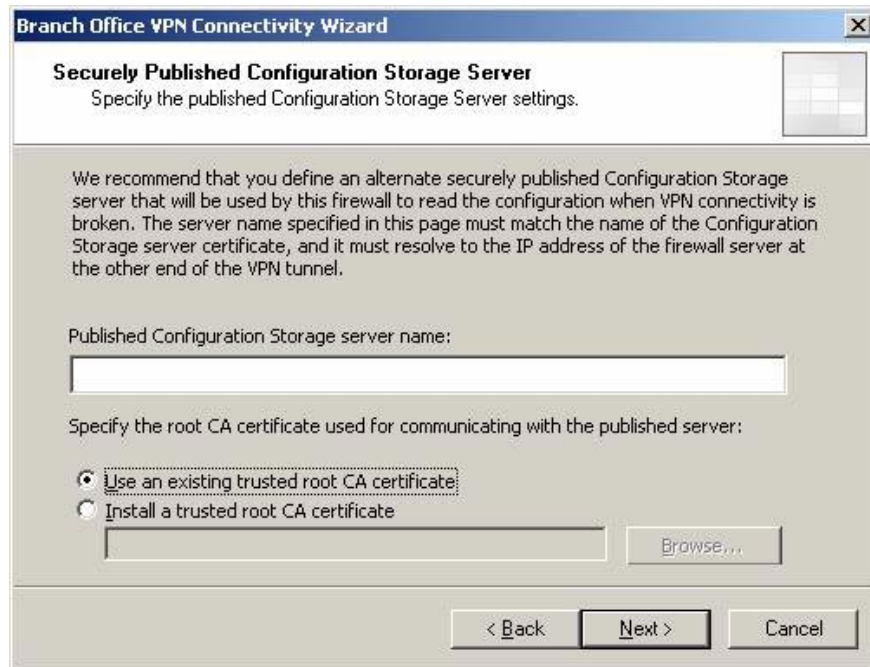 Branch Office VPN Connectivity Wizard
Securely Published Configuration Storage Server
Specify the published Configuration Storage Server settings.
We recommend that you define an alternate securely published Configuration Storage
server that will be used by this firewall to read the configuration when VPN connectivity is
broken. The server name specified in this page must match the name of the Configuration
Storage server certificate, and it must resolve to the IP address of the firewall server at
the other end of the VPN tunnel.
Published Configuration Storage server name:
Specify the root CA certificate used for communicating with the published server:
Use an existing trusted root CA certificate
Install a trusted root CA certificate
Browse...
< Back
Next >
Cancel